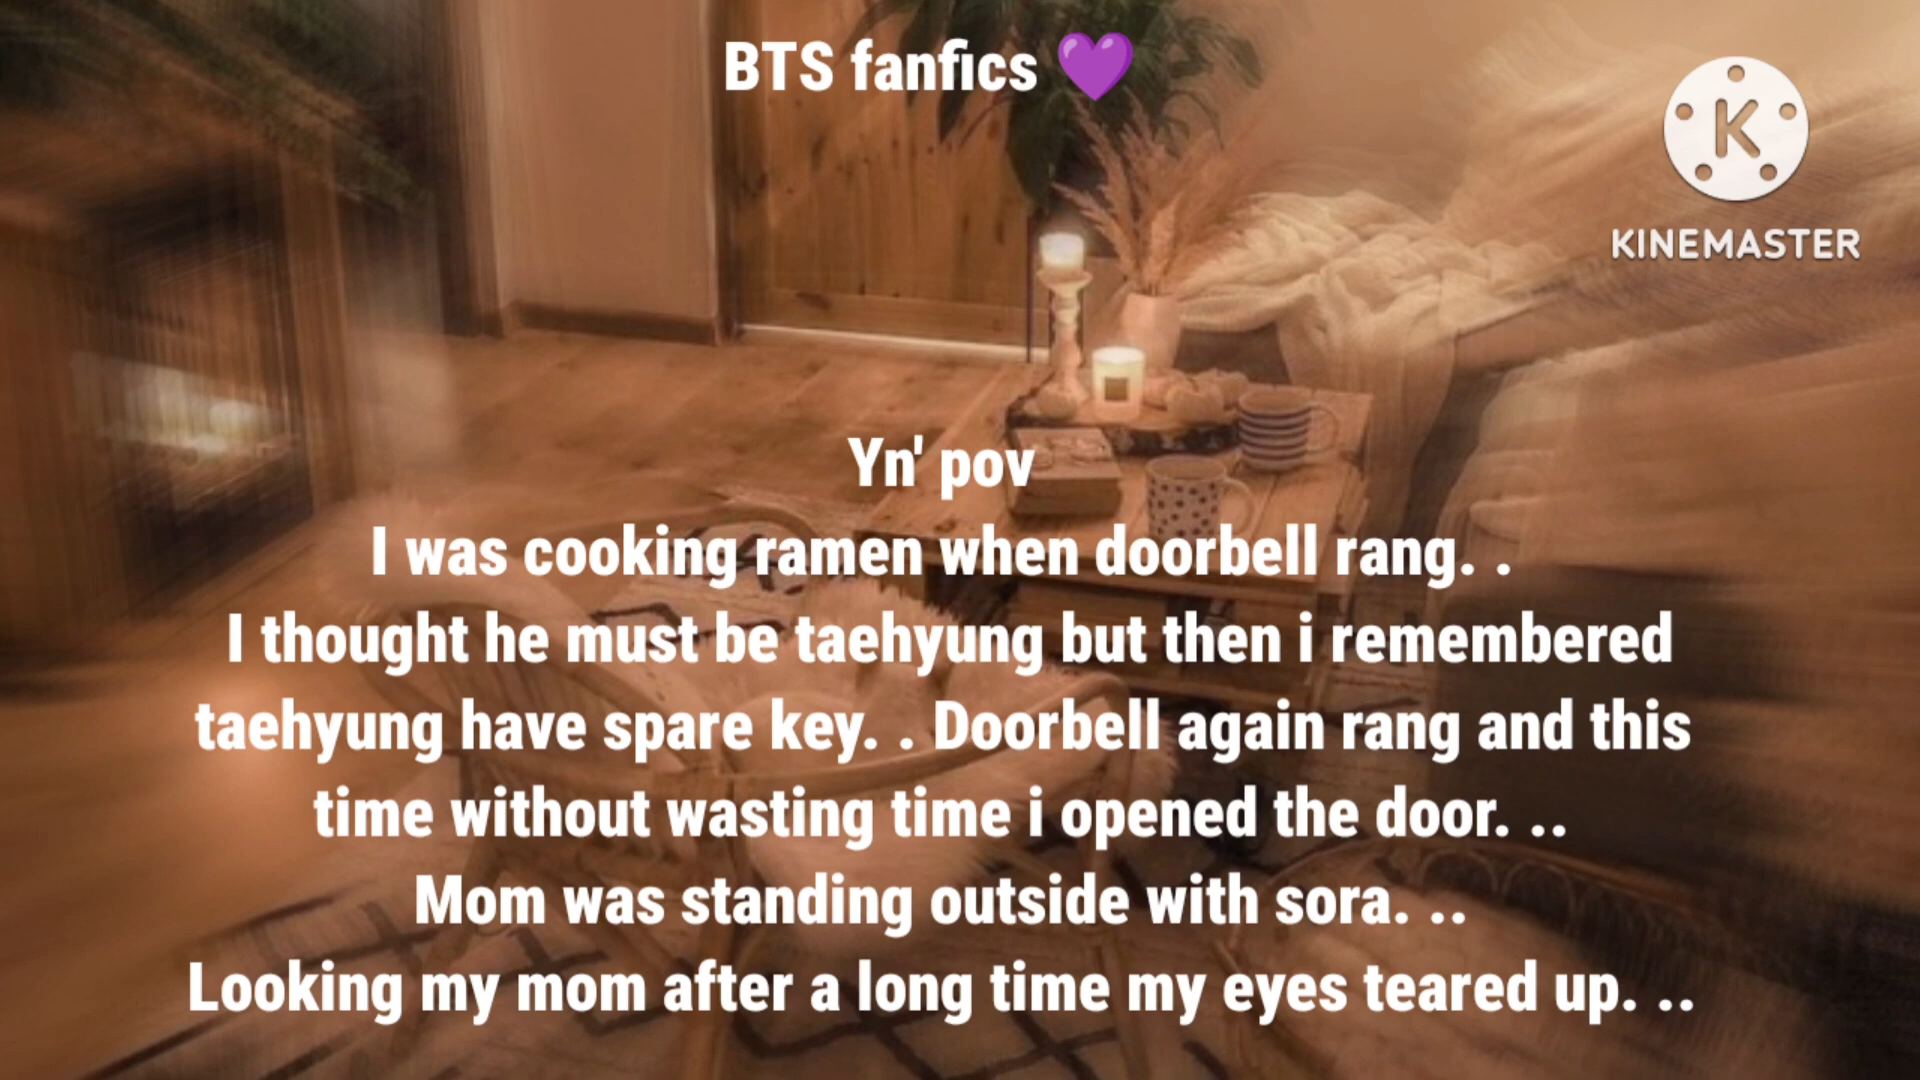 BTS fanfics 💜
K
KINEMASTER
Yn' pov
I was cooking ramen when doorbell rang. .
I thought he must be taehyung but then i remembered
taehyung have spare key. . Doorbell again rang and this
time without wasting time i opened the door. ..
Mom was standing outside with sora. ..
Looking my mom after a long time my eyes teared up. ..